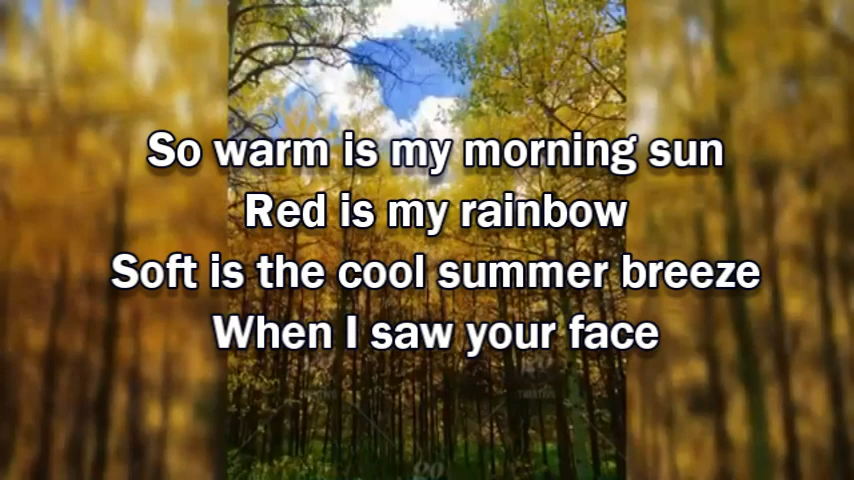 So warm is my morning sun
Red is my rainbow
Soft is the cool summer breeze
When I saw your face